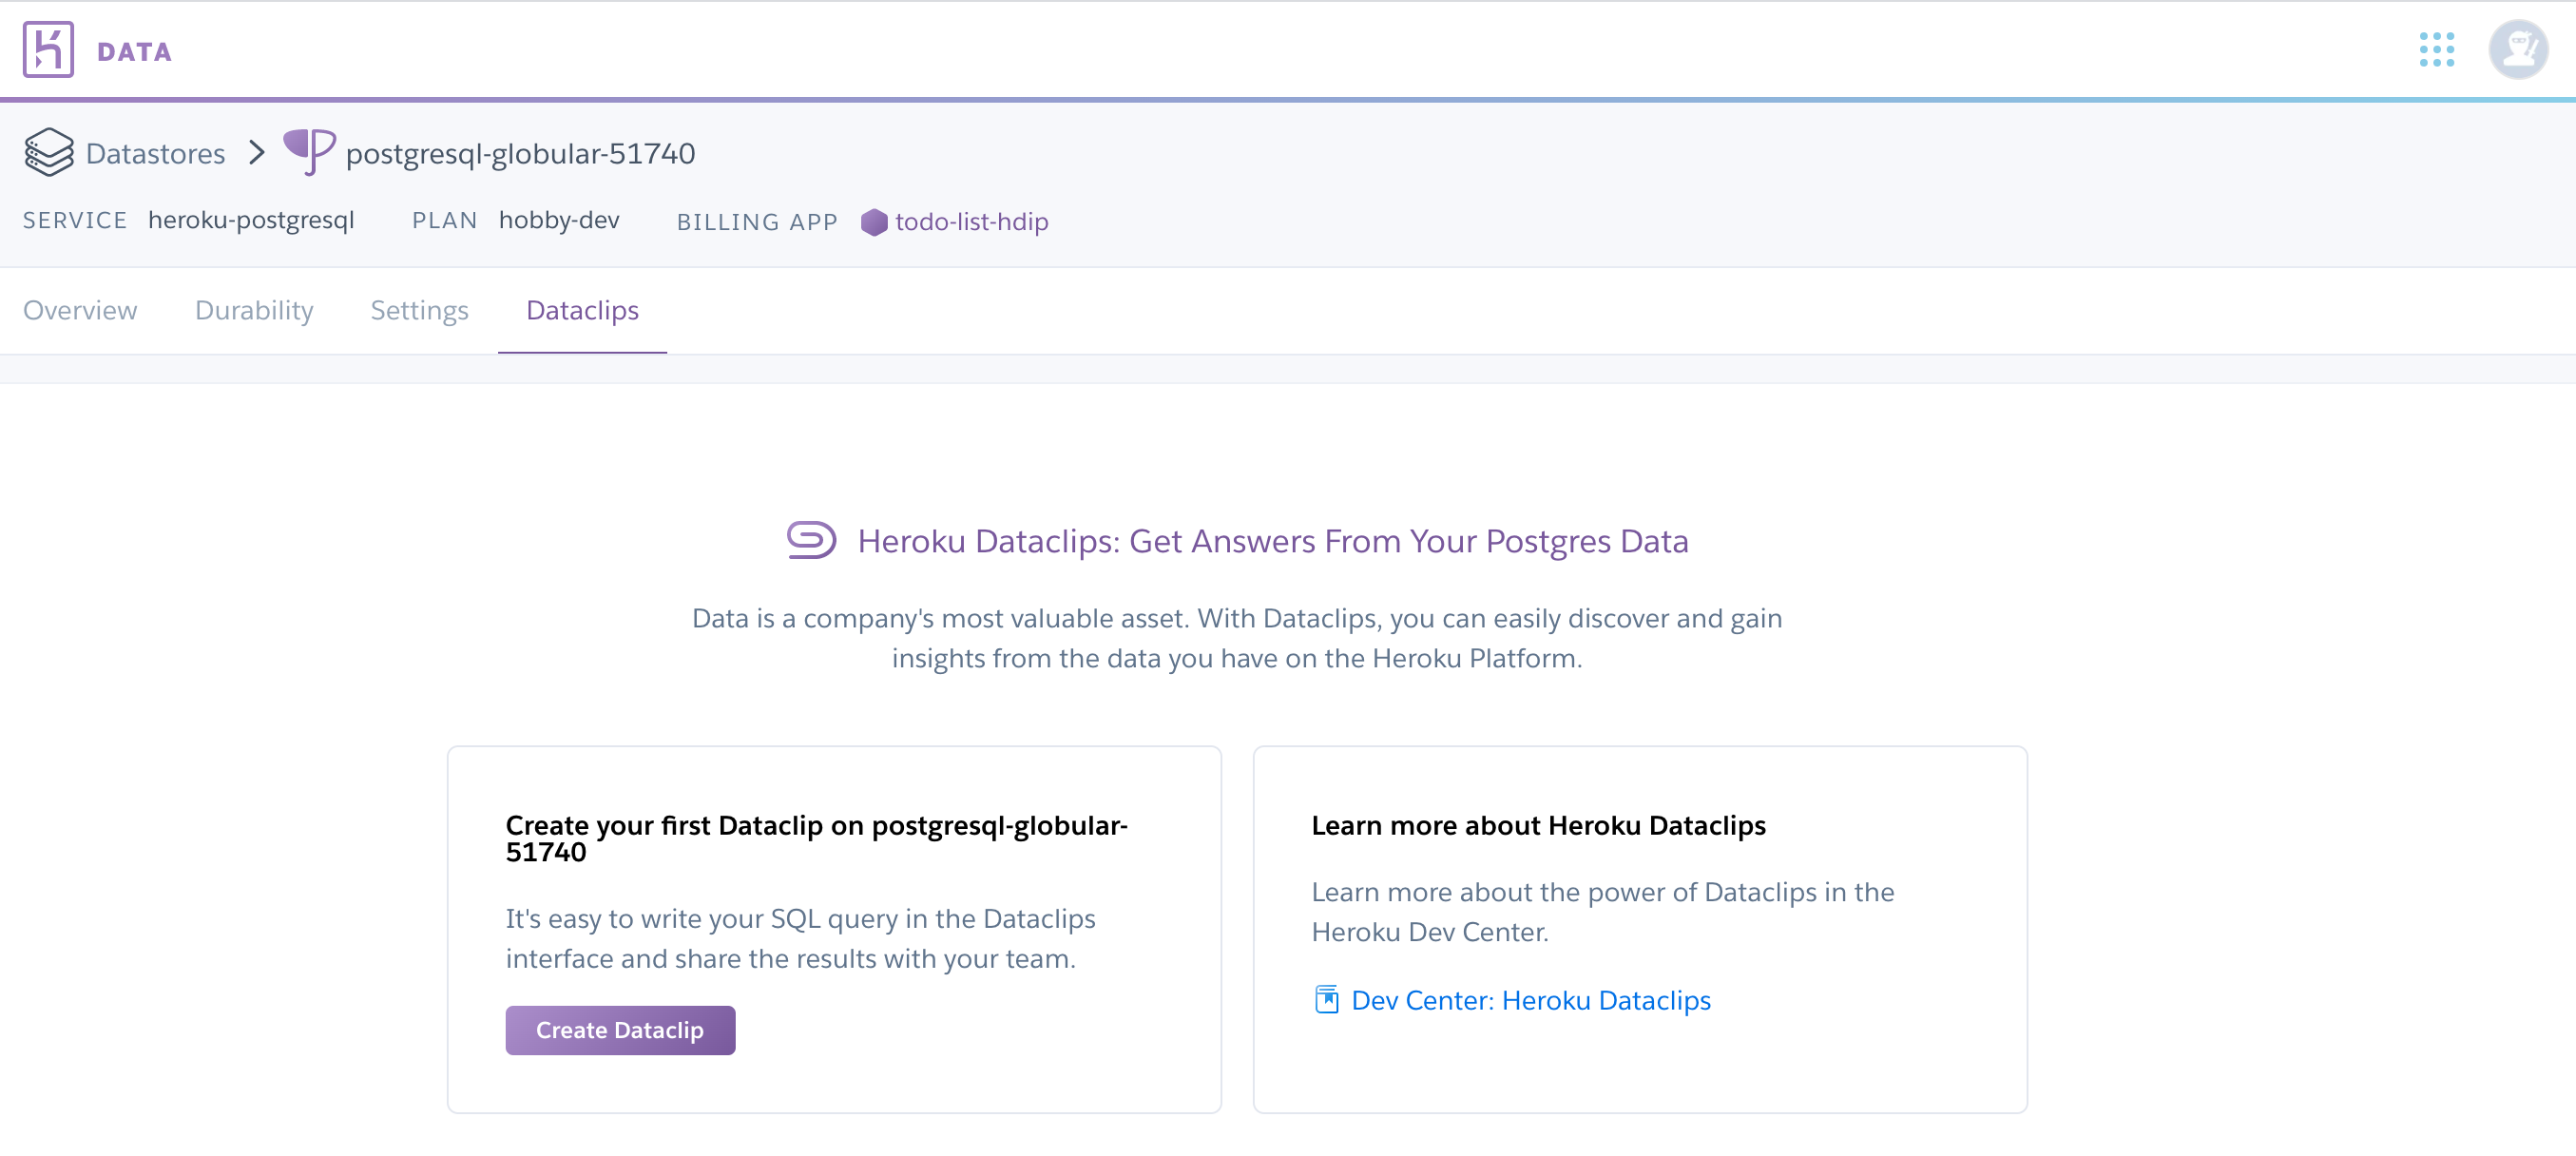 DATA
Datastores > postgresql-globular-51740
SERVICE heroku-postgresql PLAN hobby-dev BILLING APP todo-list-hdip
Overview Durability Settings Dataclips
Heroku Dataclips: Get Answers From Your Postgres Data
Data is a company's most valuable asset. With Dataclips, you can easily discover and gain
insights from the data you have on the Heroku Platform.
Create your first Dataclip on postgresql-globular-
51740
It's easy to write your SQL query in the Dataclips
interface and share the results with your team.
Create Dataclip
Learn more about Heroku Dataclips
Learn more about the power of Dataclips in the
Heroku Dev Center.
Dev Center: Heroku Dataclips